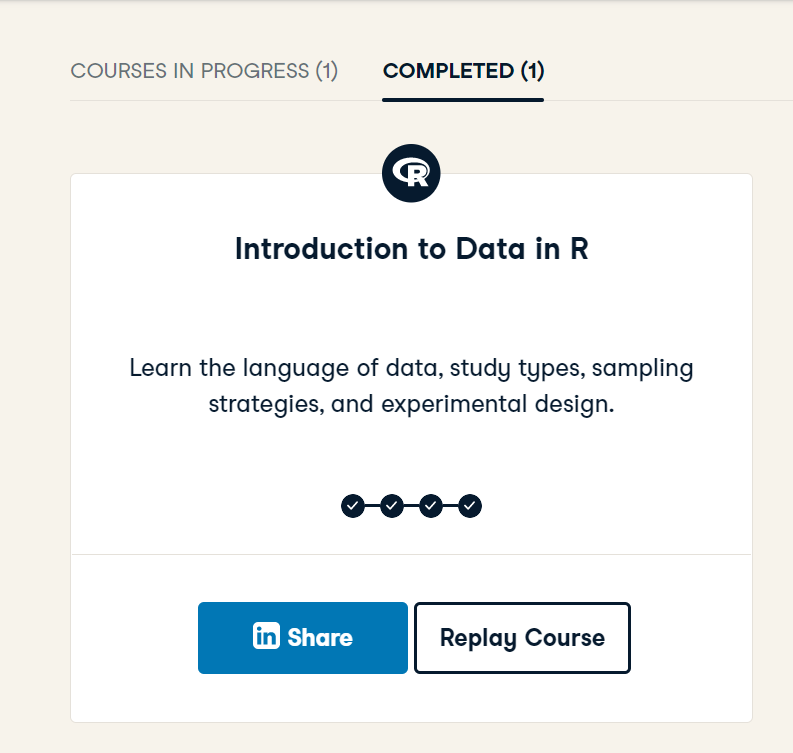 COURSES IN PROGRESS (1) COMPLETED (1)
R
Introduction to Data in R
Learn the language of data, study types, sampling
strategies, and experimental design.
in Share Replay Course